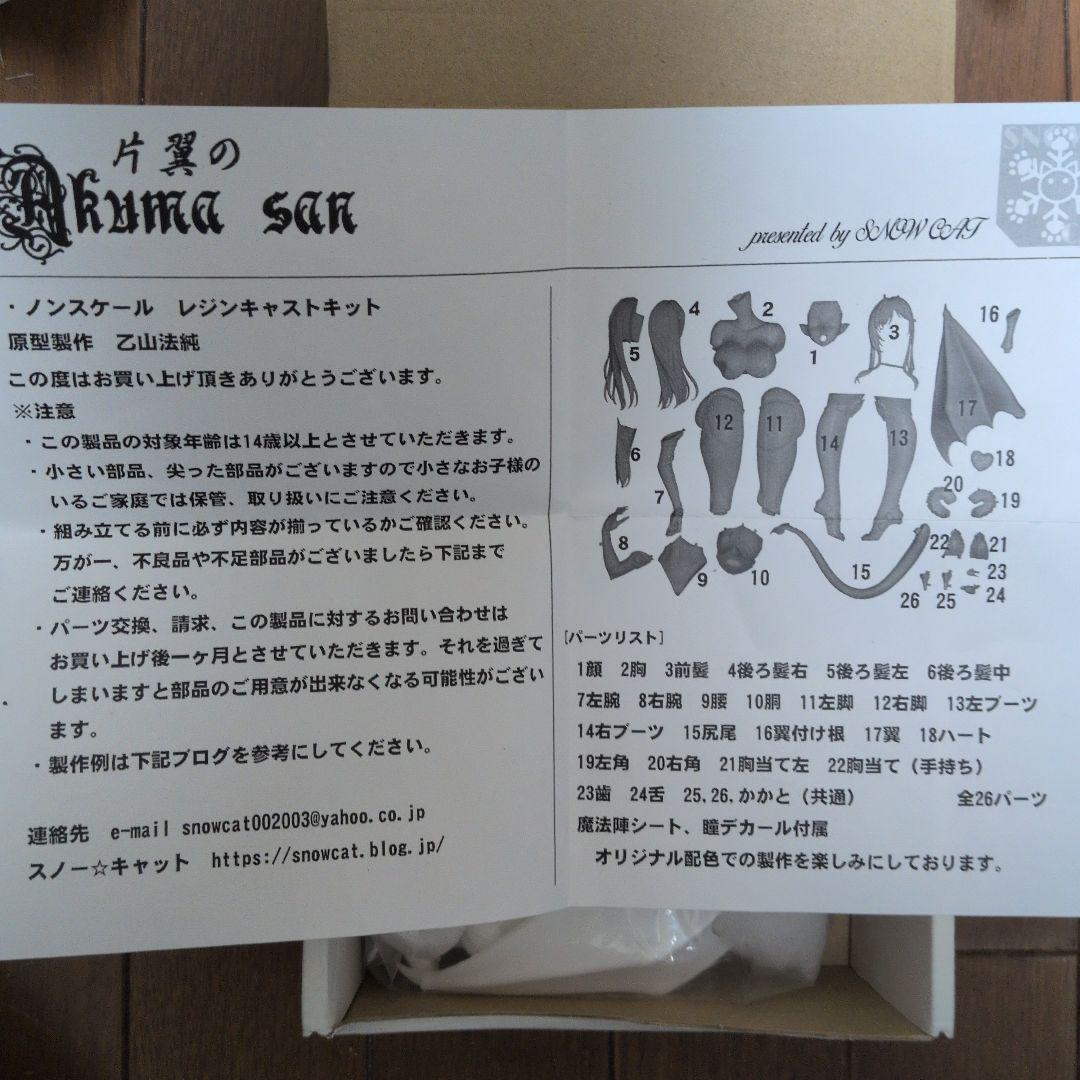 片翼の
Akuma san
presented by SNOW CAT
・ノンスケール　レジンキャストキット
原型製作　乙山法純
この度はお買い上げ頂きありがとうございます。
※注意
・この製品の対象年齢は14歳以上とさせていただきます。
・小さい部品、尖った部品がございますので小さなお子様の
いるご家庭では保管、取り扱いにご注意ください。
・組み立てる前に必ず内容が揃っているかご確認ください。
万が一、不良品や不足部品がございましたら下記まで
ご連絡ください。
・パーツ交換、請求、この製品に対するお問い合わせは
お買い上げ後一ヶ月とさせていただきます。それを過ぎて
しまいますと部品のご用意が出来なくなる可能性がござい
ます。
・製作例は下記ブログを参考にしてください。
連絡先　e-mail snowcat002003@yahoo.co.jp
スノー☆キャット　https://snowcat.blog.jp/
5 4 2 1 3 16
17
12 11 14 13
6 7
18
20 19
8 9 10 15
22 21
23
26 25 24
[パーツリスト]
1顔　2胸　3前髪　4後ろ髪右　5後ろ髪左　6後ろ髪中
7左腕　8右腕　9腰　10胴　11左脚　12右脚　13左ブーツ
14右ブーツ　15尻尾　16翼付け根　17翼　18ハート
19左角　20右角　21胸当て左　22胸当て（手持ち）
23歯　24舌　25,26,かかと（共通）　全26パーツ
魔法陣シート、瞳デカール付属
オリジナル配色での製作を楽しみにしております。